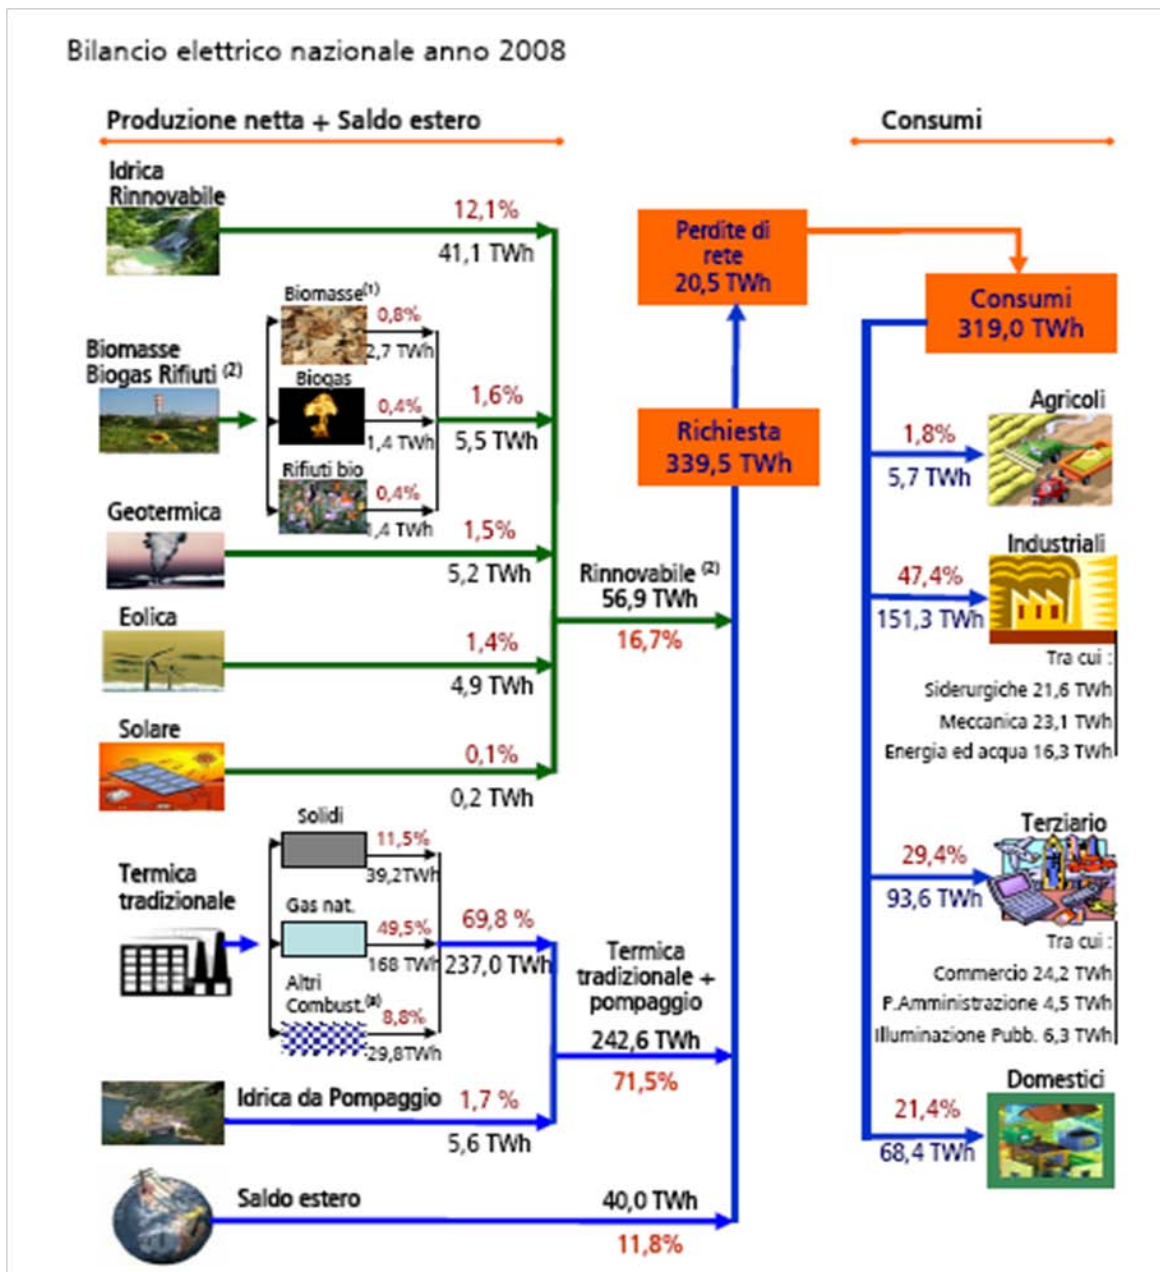 Bilancio elettrico nazionale anno 2008
Produzione netta + Saldo estero
Idrica
Rinnovabile
12,1%
41,1 TWh
Biomasse
Biogas Rifiuti (2)
Biomasse(1)
0,8%
2,7 TWh
Biogas
0,4%
1,4 TWh
Rifiuti bio
0,4%
1,4 TWh
1,6%
5,5 TWh
Geotermica
1,5%
5,2 TWh
Eolica
1,4%
4,9 TWh
Solare
0,1%
0,2 TWh
Rinnovabile (2)
56,9 TWh
16,7%
Termica
tradizionale
Solidi
11,5%
39,2TWh
Gas nat.
49,5%
168 TWh
Altri
Combust.(3)
8,8%
29,8TWh
69,8 %
237,0 TWh
Idrica da Pompaggio
1,7 %
5,6 TWh
Termica
tradizionale +
pompaggio
242,6 TWh
71,5%
Saldo estero
40,0 TWh
11,8%
Perdite di
rete
20,5 TWh
Richiesta
339,5 TWh
Consumi
Consumi
319,0 TWh
Agricoli
1,8%
5,7 TWh
Industriali
47,4%
151,3 TWh
Tra cui :
Siderurgiche 21,6 TWh
Meccanica 23,1 TWh
Energia ed acqua 16,3 TWh
Terziario
29,4%
93,6 TWh
Tra cui :
Commercio 24,2 TWh
P.Amministrazione 4,5 TWh
Illuminazione Pubb. 6,3 TWh
Domestici
21,4%
68,4 TWh